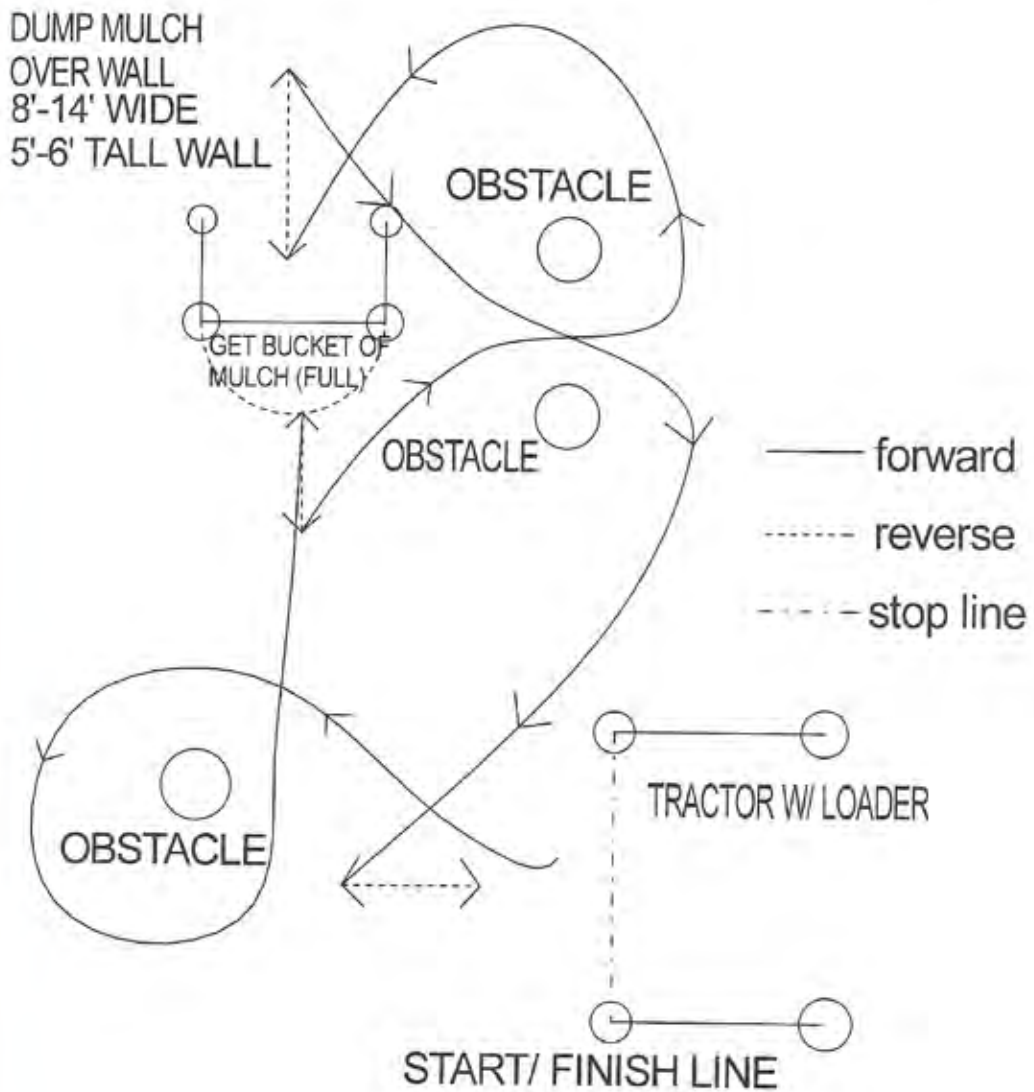 DUMP MULCH
OVER WALL
8'-14' WIDE
5'-6' TALL WALL
OBSTACLE
GET BUCKET OF
MULCH (FULL)
OBSTACLE
forward
reverse
stop line
TRACTOR W/ LOADER
OBSTACLE
START/ FINISH LINE